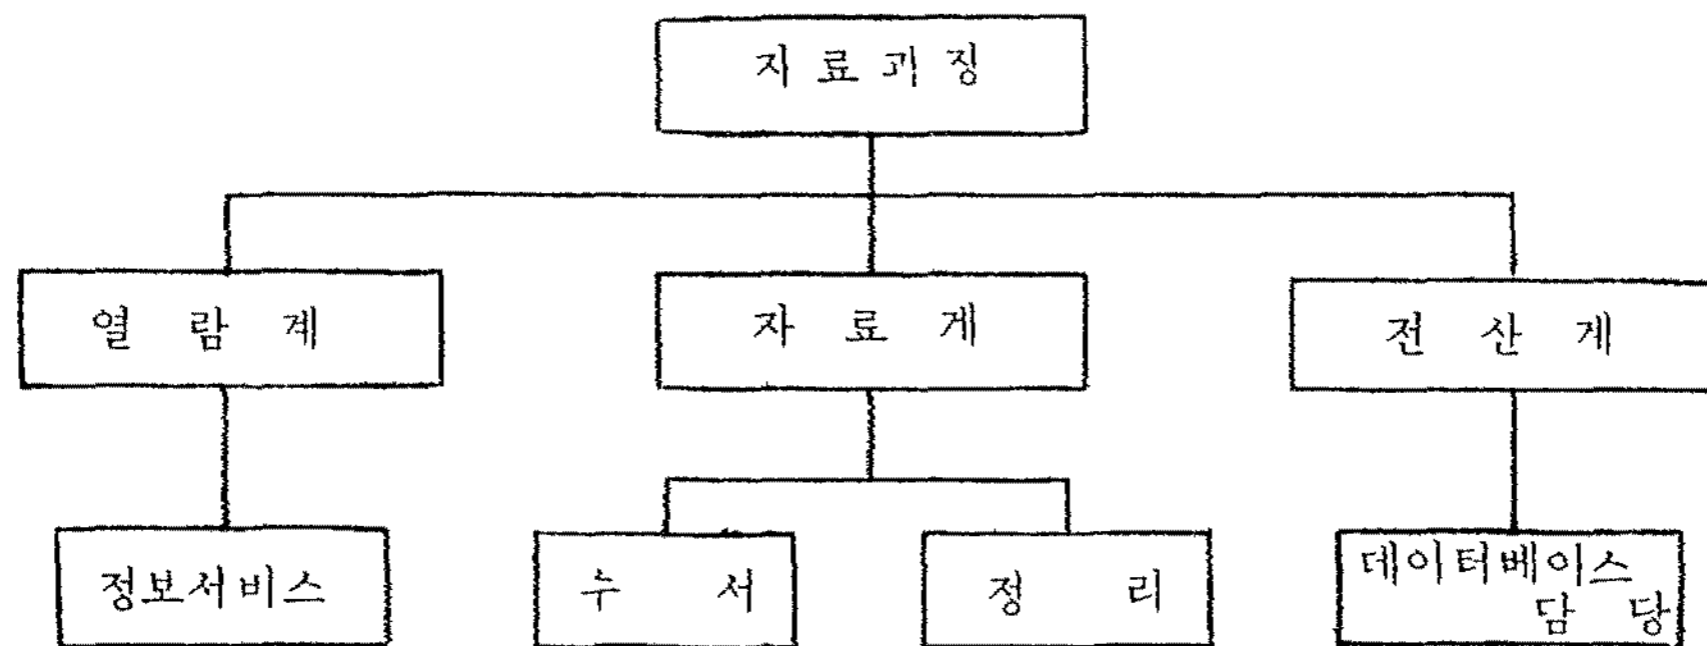 자 료 과 장
열 람 계
자 료 계
전 산 계
정보서비스
수 서
정 리
데이터베이스
담 당